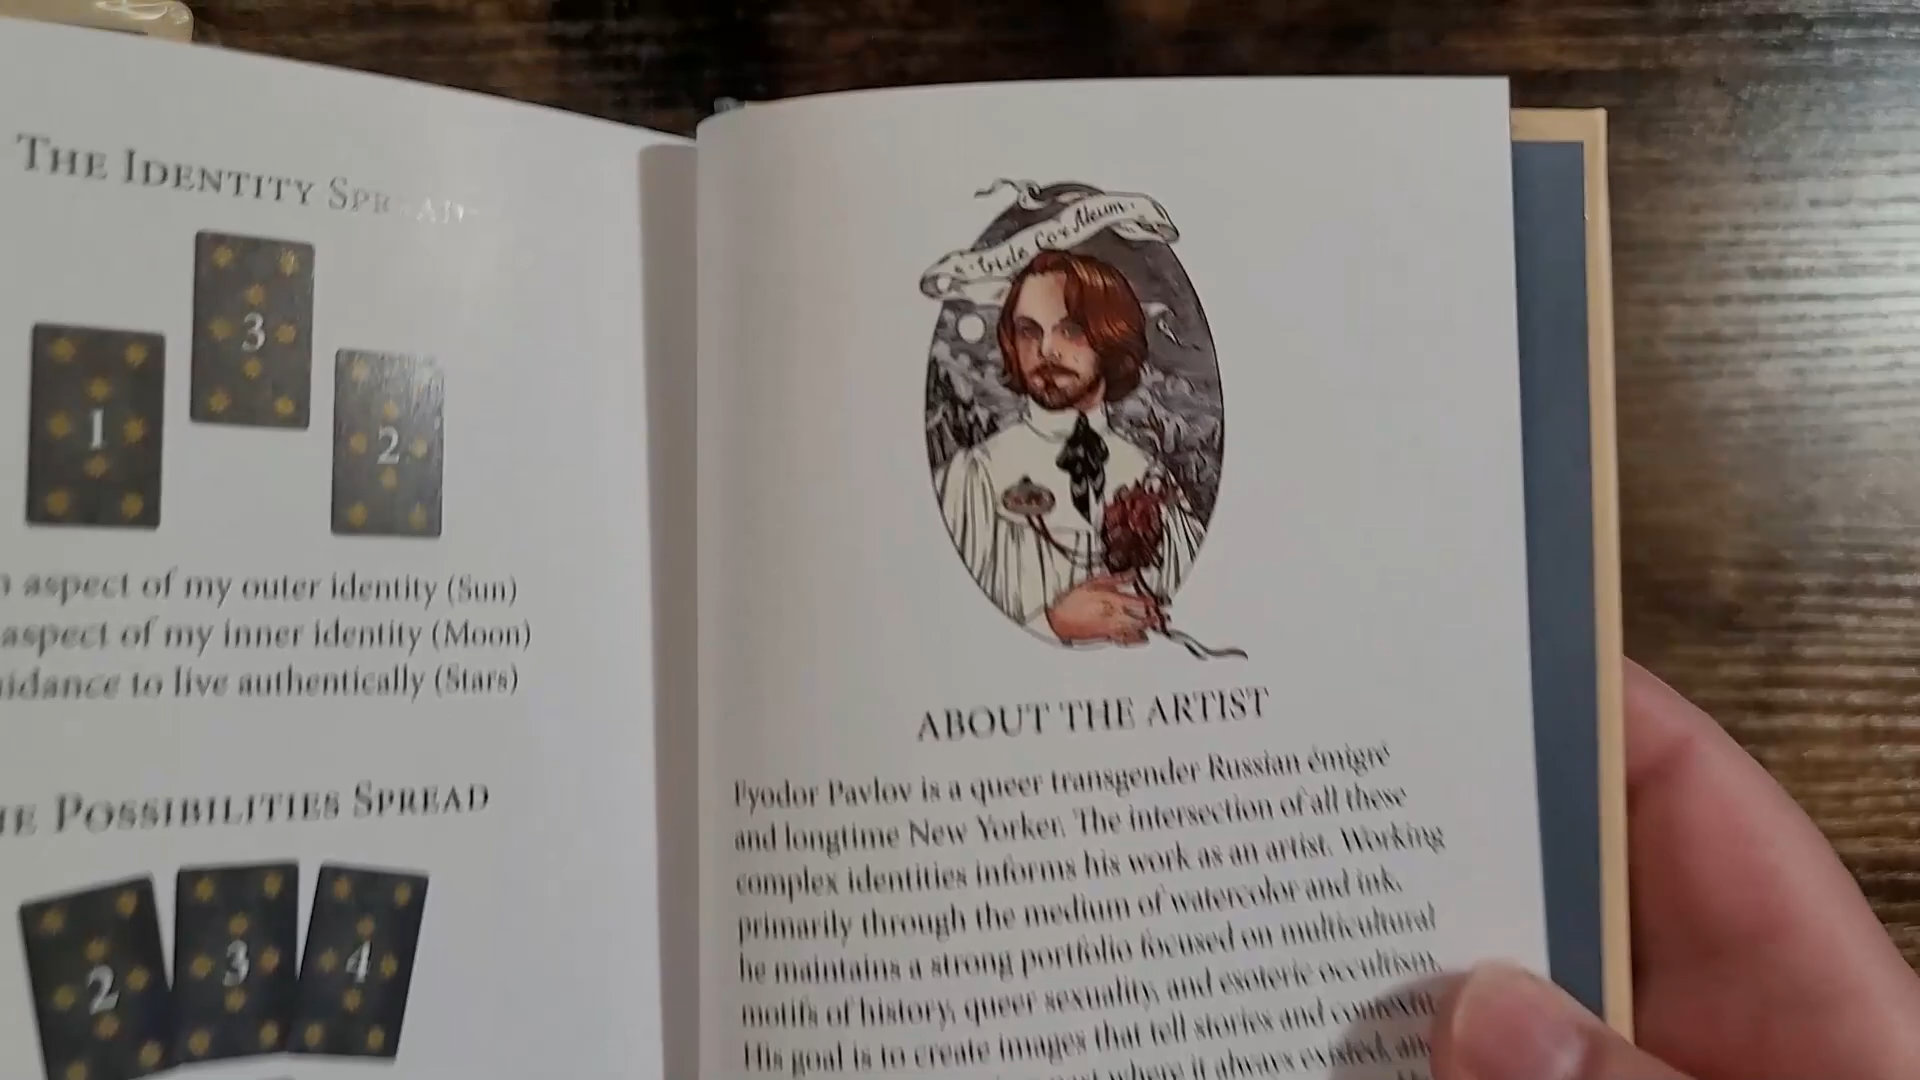 THE IDENTITY SPREAD
3
1
2
aspect of my outer identity (Sun)
aspect of my inner identity (Moon)
to live authentically (Stars)
POSSIBILITIES SPREAD
2
3
4
ABOUT THE ARTIST
Fyodor Pavlov is a queer transgender Russian émigré
and longtime New Yorker. The intersection of all these
complex identities informs his work as an artist. Working
primarily through the medium of watercolor and ink,
he maintains a strong portfolio focused on multicultural
motifs of history, queer sexuality, and esoteric occultism.
His goal is to create images that tell stories and
where it always existed,